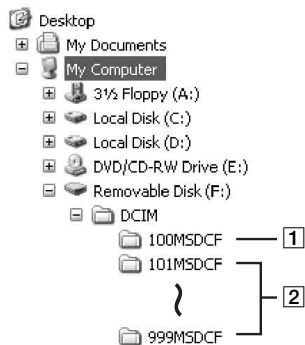 Desktop
My Documents
My Computer
3½ Floppy (A:)
Local Disk (C:)
Local Disk (D:)
DVD/CD-RW Drive (E:)
Removable Disk (F:)
DCIM
100MSDCF 1
101MSDCF
2
999MSDCF